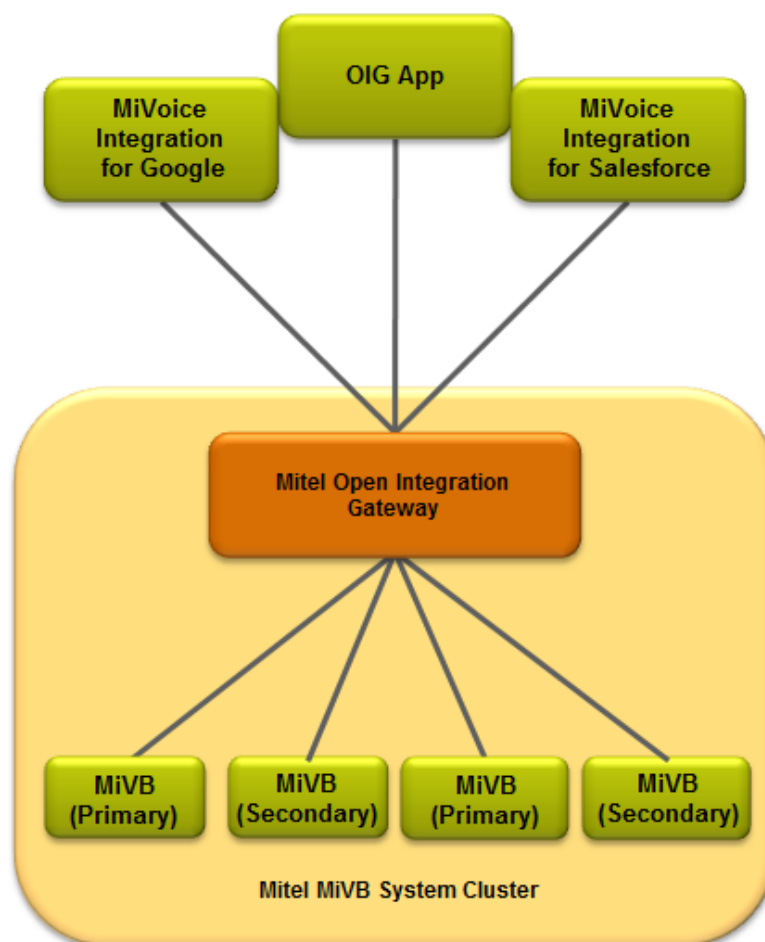 OIG App
MiVoice
Integration
for Google
MiVoice
Integration
for Salesforce
Mitel Open Integration
Gateway
MiVB
(Primary)
MiVB
(Secondary)
MiVB
(Primary)
MiVB
(Secondary)
Mitel MiVB System Cluster